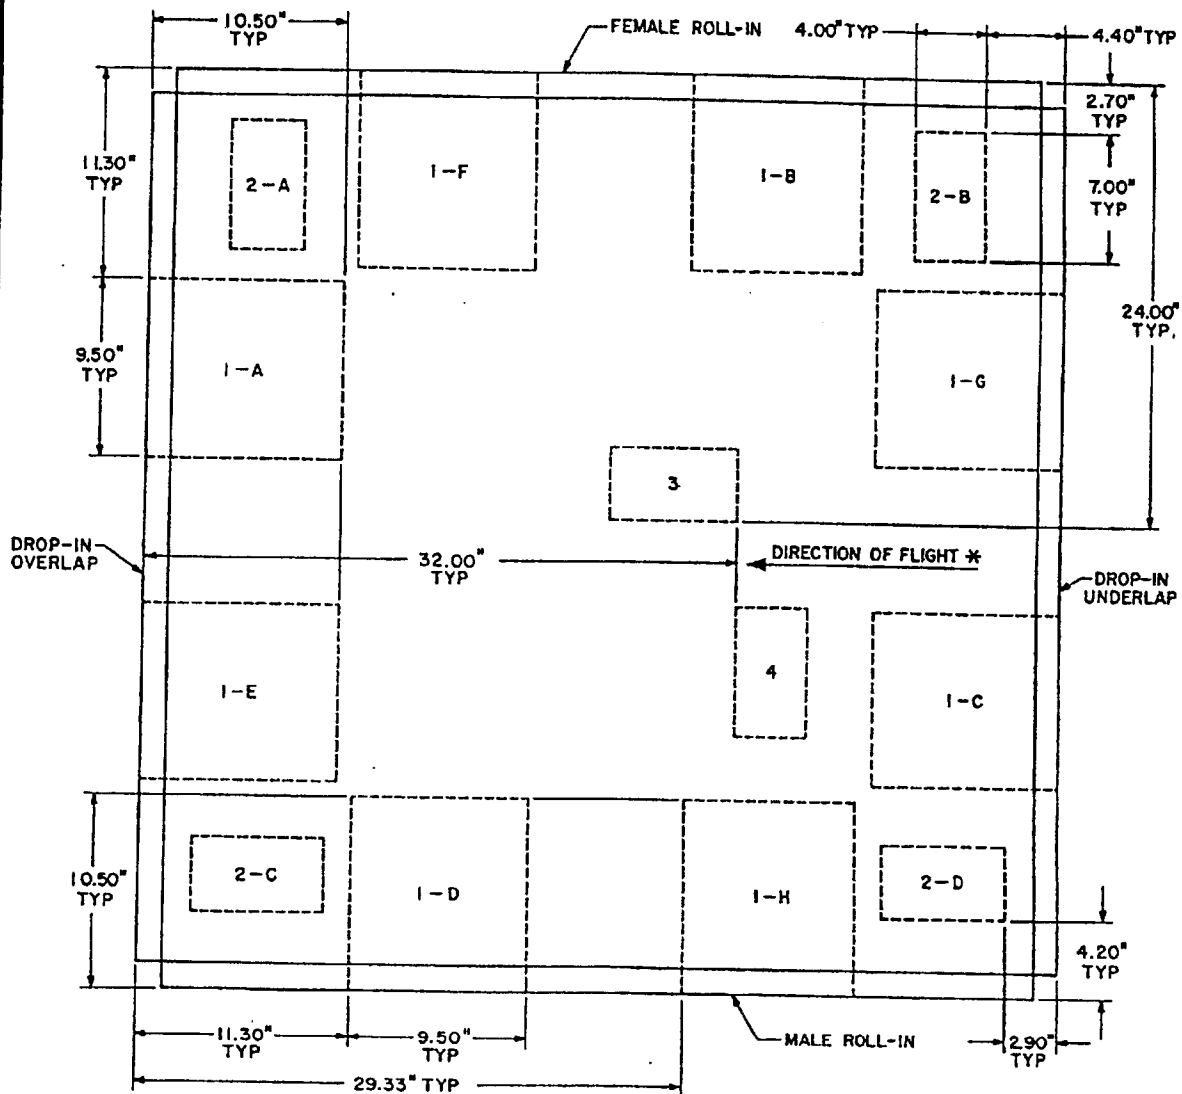 10.50"
TYP
FEMALE ROLL-IN
4.00" TYP
4.40" TYP
2.70"
TYP
11.30"
TYP
2-A
1-F
1-B
2-B
7.00"
TYP
24.00"
TYP.
9.50"
TYP
1-A
1-G
3
DROP-IN
OVERLAP
32.00"
TYP
DIRECTION OF FLIGHT *
DROP-IN
UNDERLAP
4
1-E
1-C
10.50"
TYP
2-C
1-D
1-H
2-D
4.20"
TYP
11.30"
TYP
9.50"
TYP
MALE ROLL-IN
2.90"
TYP
29.33" TYP